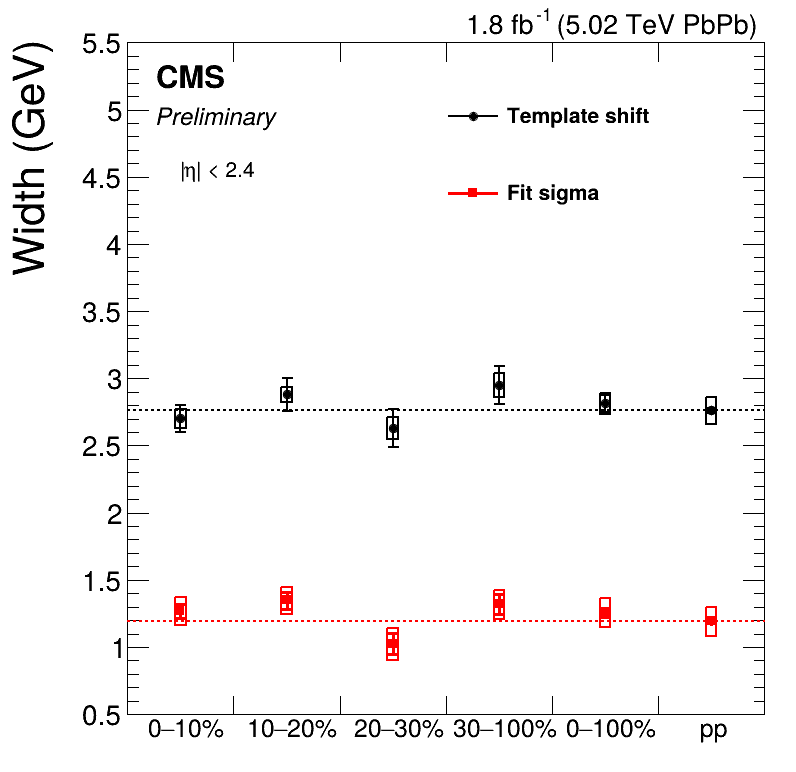 1.8 fb-1 (5.02 TeV PbPb)
CMS
Preliminary
|η| < 2.4
Template shift
Fit sigma
Width (GeV)
5.5
5
4.5
4
3.5
3
2.5
2
1.5
1
0.5
0–10% 10–20% 20–30% 30–100% 0–100% pp